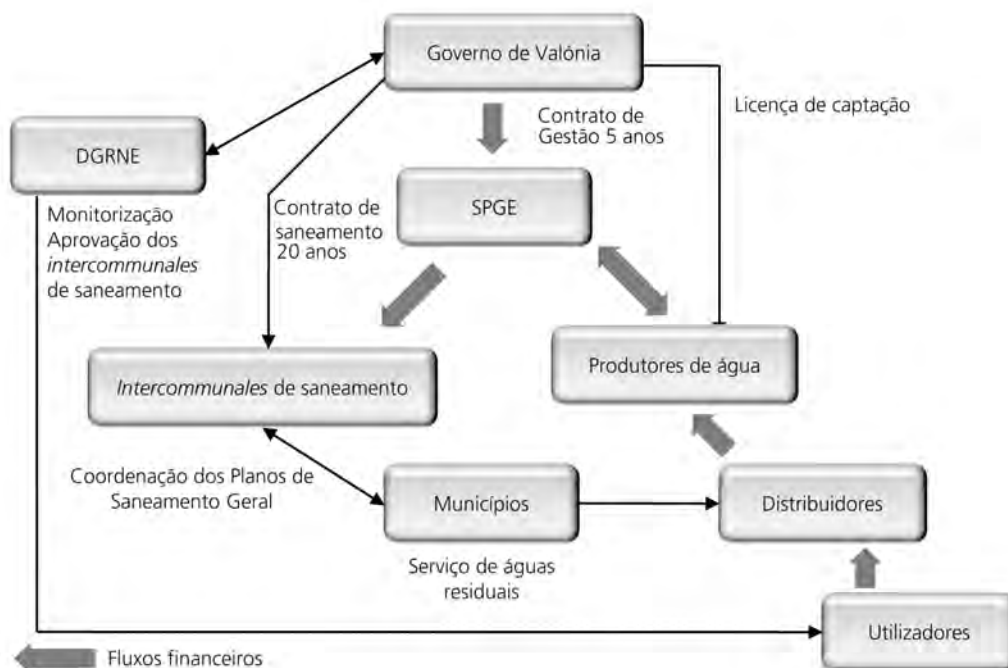 Governo de Valónia
Licença de captação
Contrato de
Gestão 5 anos
DGRNE
SPGE
Monitorização
Aprovação dos
intercommunales
de saneamento
Contrato de
saneamento
20 anos
Intercommunales de saneamento
Produtores de água
Coordenação dos Planos de
Saneamento Geral
Municípios
Distribuidores
Serviço de águas
residuais
Utilizadores
Fluxos financeiros